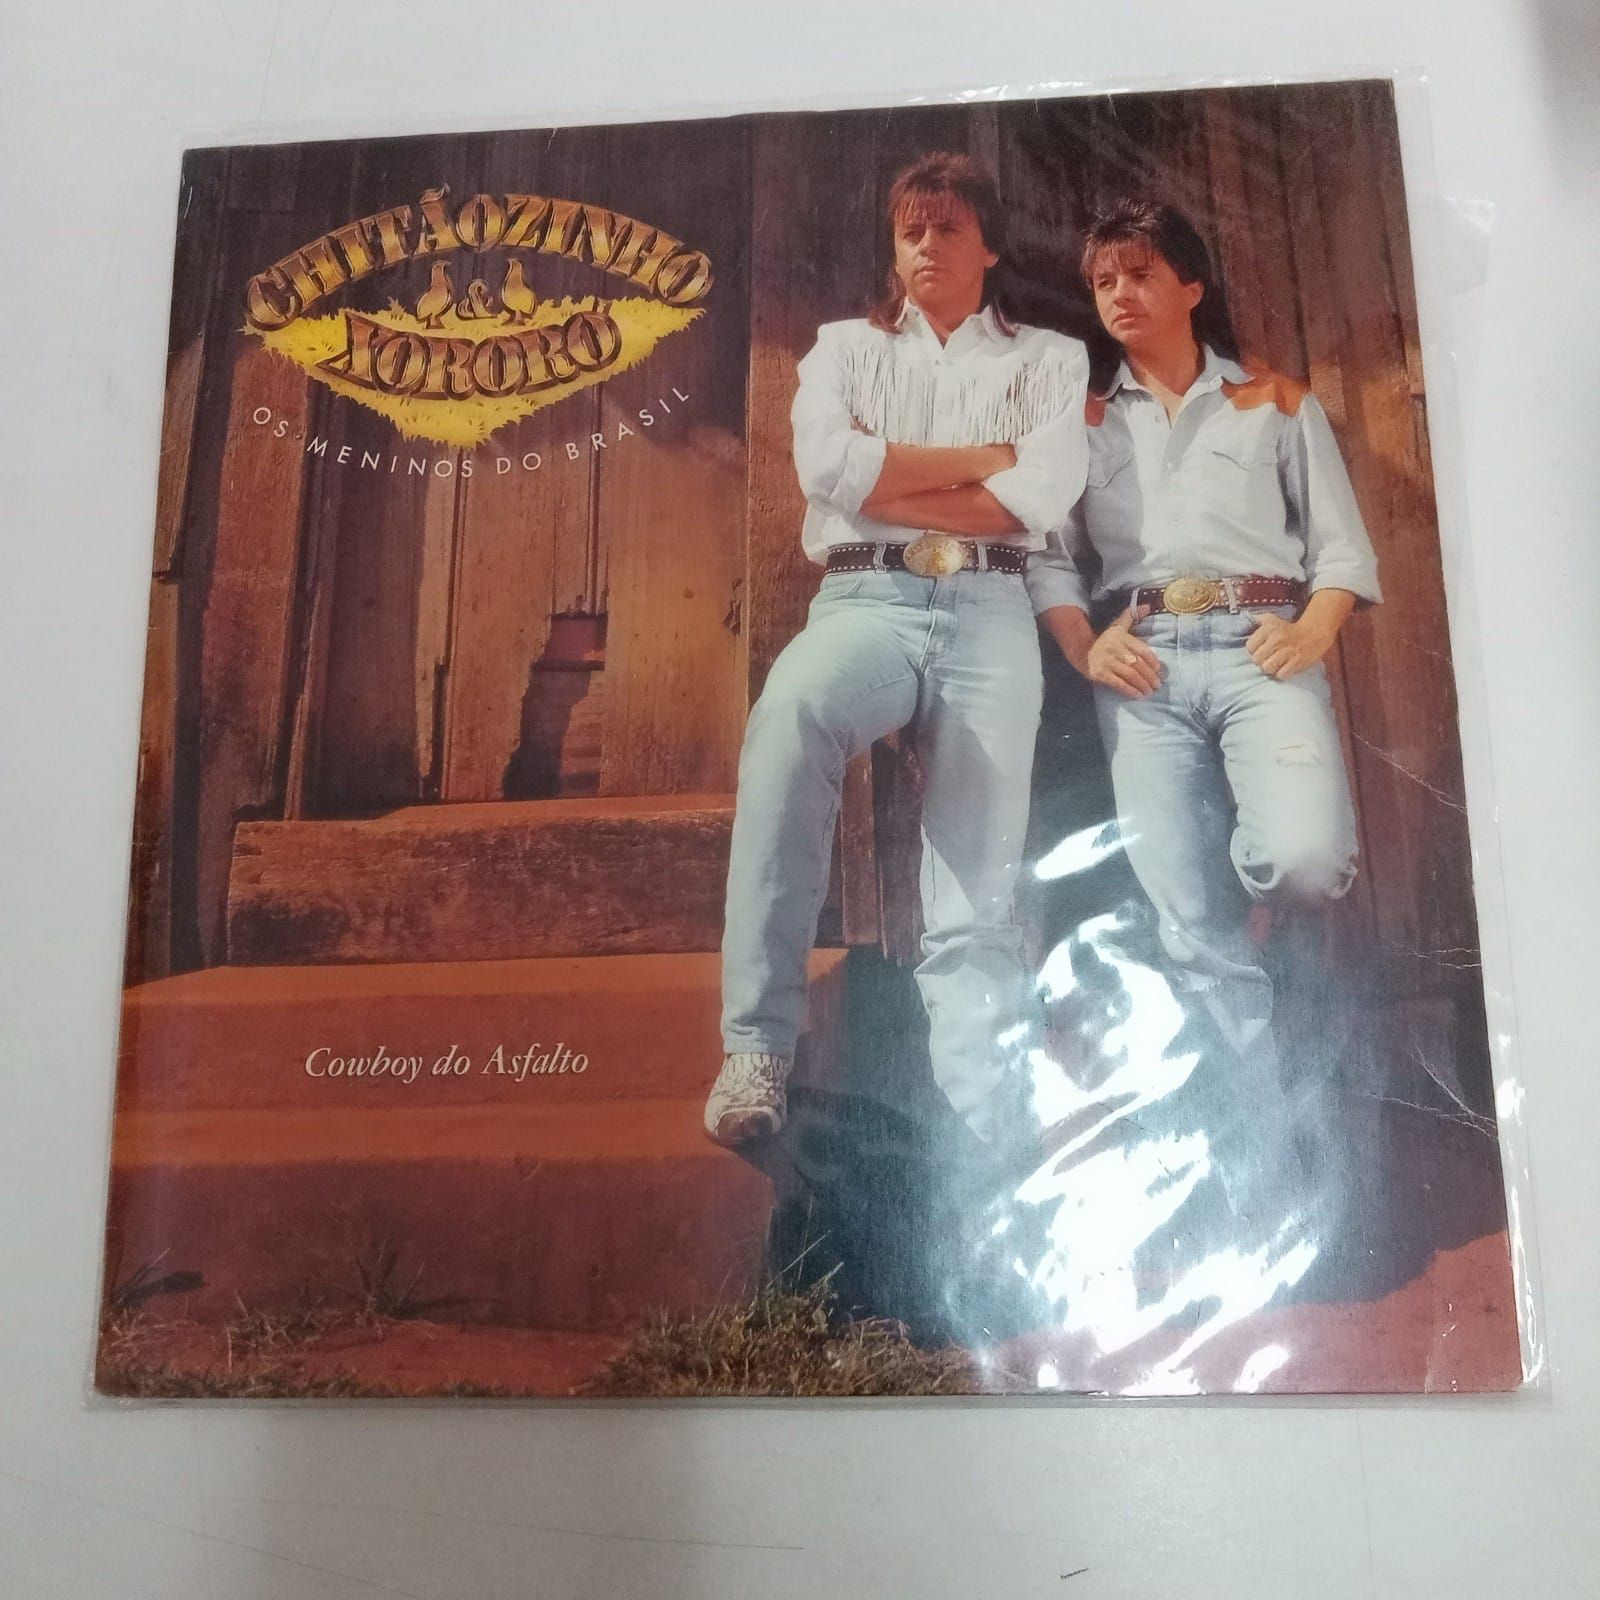 CHITÃOZINHO
&
XORORÓ
OS MENINOS DO BRASIL
Cowboy do Asfalto